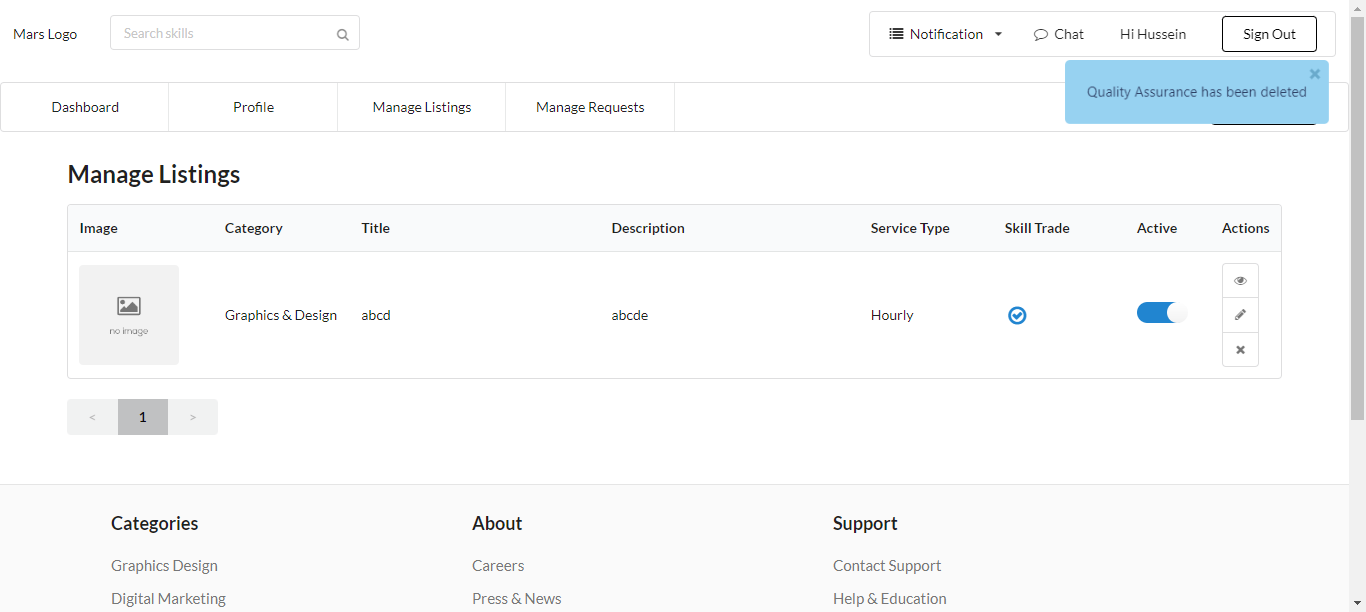 Mars Logo
Search skills
Notification
Chat
Hi Hussein
Sign Out
Quality Assurance has been deleted
Dashboard
Profile
Manage Listings
Manage Requests
Manage Listings
Image Category Title Description Service Type Skill Trade Active Actions
no image
Graphics & Design abcd abcde Hourly
< 1 >
Categories About Support
Graphics Design Careers Contact Support
Digital Marketing Press & News Help & Education